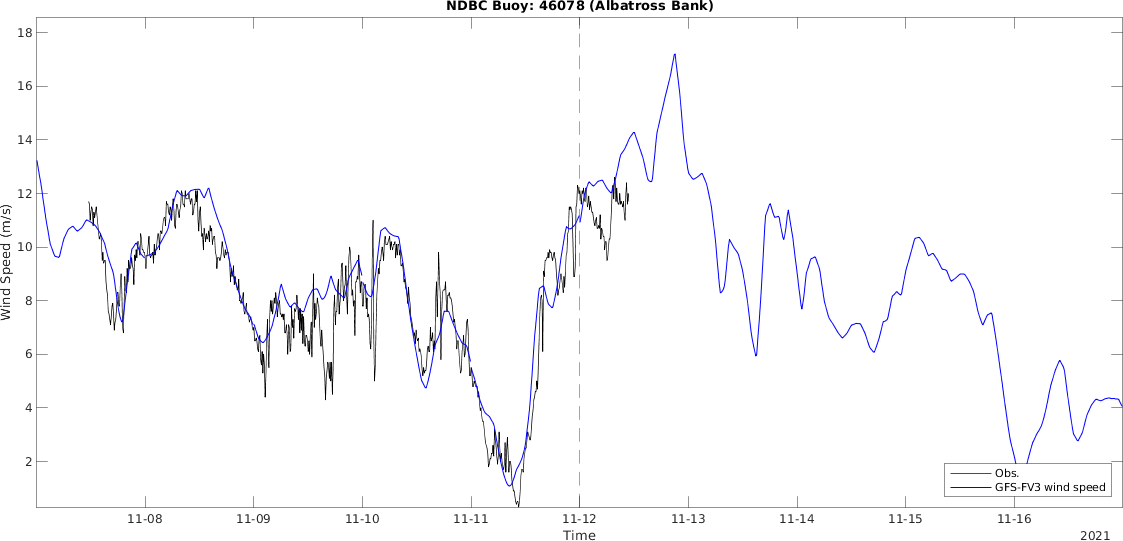 NDBC Buoy: 46078 (Albatross Bank)
18
16
14
12
10
8
6
4
2
Wind Speed (m/s)
Obs.
GFS-FV3 wind speed
11-08 11-09 11-10 11-11 11-12 11-13 11-14 11-15 11-16
Time
2021